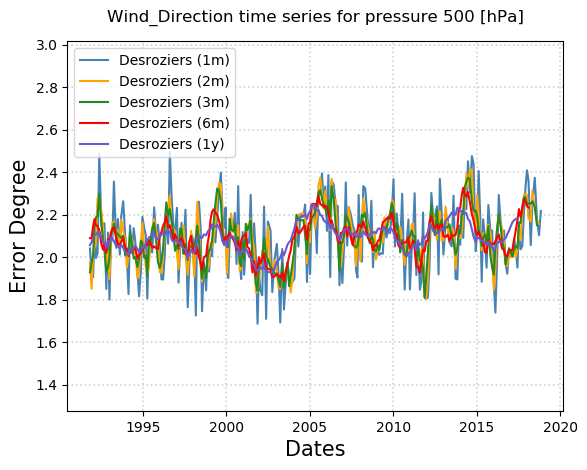 Wind_Direction time series for pressure 500 [hPa]
Error Degree
3.0
2.8
2.6
2.4
2.2
2.0
1.8
1.6
1.4
Desroziers (1m)
Desroziers (2m)
Desroziers (3m)
Desroziers (6m)
Desroziers (1y)
1995
2000
2005
2010
2015
2020
Dates